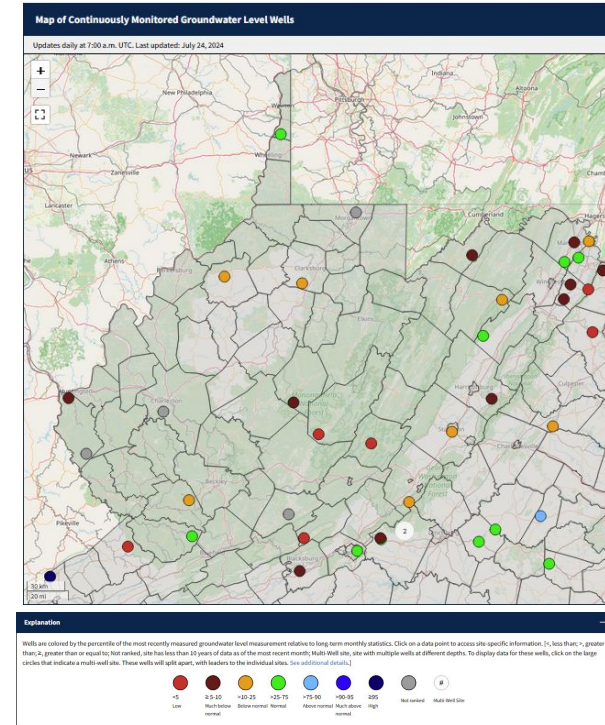 Map of Continuously Monitored Groundwater Level Wells
Updates daily at 7:00 a.m. UTC. Last updated: July 24, 2024
+
−
Indiana
Altoona
New Philadelphia
Pittsburgh
Johnstown
Newark
Zanesville
Wheeling
Lancaster
Morgantown
Cumberland
Hagers
Athens
Parkersburg
Clarksburg
Elkins
Harrisonburg
Culpeper
Charleston
Charlottesville
Beckley
Pikeville
Blacksburg
2
30 km
20 mi
Explanation
Wells are colored by the percentile of the most recently measured groundwater level measurement relative to long-term monthly statistics. Click on a data point to access site-specific information. [<, less than; >, greater
than; ≥, greater than or equal to; Not ranked, site has less than 10 years of data as of the most recent month; Multi-Well site, site with multiple wells at different depths. To display data for these wells, click on the large
circles that indicate a multi-well site. These wells will split apart, with leaders to the individual sites. See additional details.]
#
<5 ≥5-10 >10-25 >25-75 >75-90 >90-95 ≥95 Not ranked Multi-Well Site
Low Much below normal Below normal Normal Above normal Much above normal High